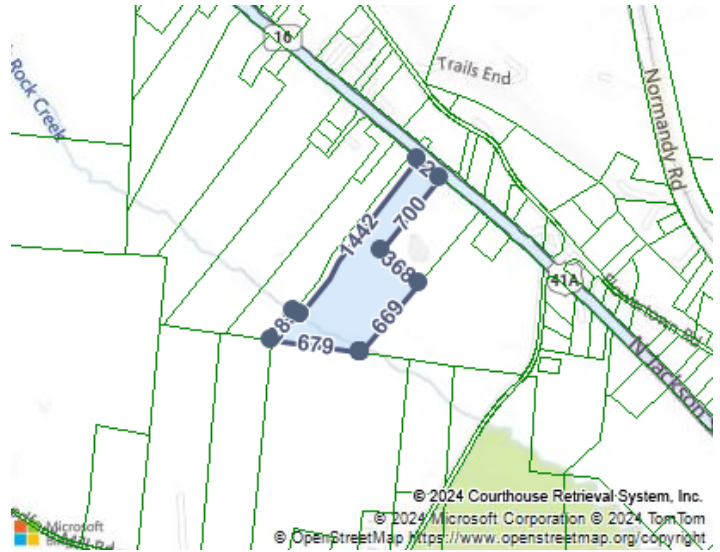 16
Trails End
Rock Creek
Normandy Rd
2
700
1442
368
669
679
41A
N Jackson
© 2024 Courthouse Retrieval System, Inc.
© 2024 Microsoft Corporation © 2024 TomTom
© OpenStreetMap https://www.openstreetmap.org/copyright
Microsoft
Rd